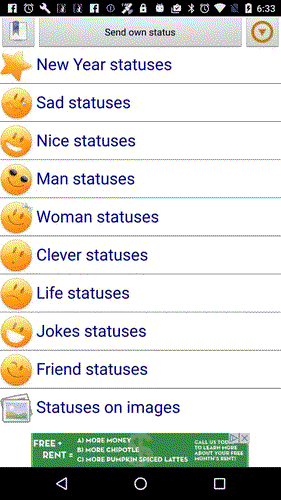 6:33
Send own status
New Year statuses
Sad statuses
Nice statuses
Man statuses
Woman statuses
Clever statuses
Life statuses
Jokes statuses
Friend statuses
Statuses on images
FREE +
RENT =
A) MORE MONEY
B) MORE CHIPOTLE
C) MORE PUMPKIN SPICED LATTES
CALL US TODAY
TO LEARN MORE
ABOUT YOUR FREE
MONTH'S RENT!